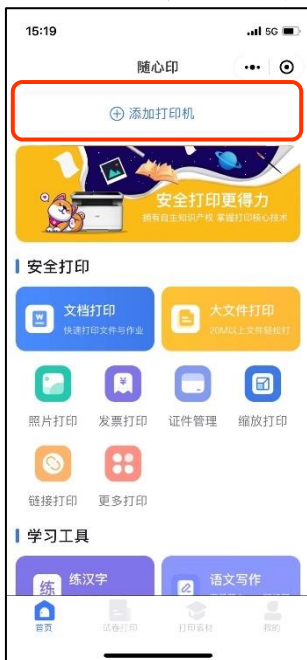 15:19
5G
随心印
添加打印机
安全打印更得力
拥有自主知识产权 掌握打印核心技术
安全打印
文档打印
大文件打印
快速打印文件与作业
20M以上文件轻松打
照片打印
发票打印
证件管理
缩放打印
链接打印
更多打印
学习工具
练
练汉字
语文写作
首页
试卷打印
打印素材
我的